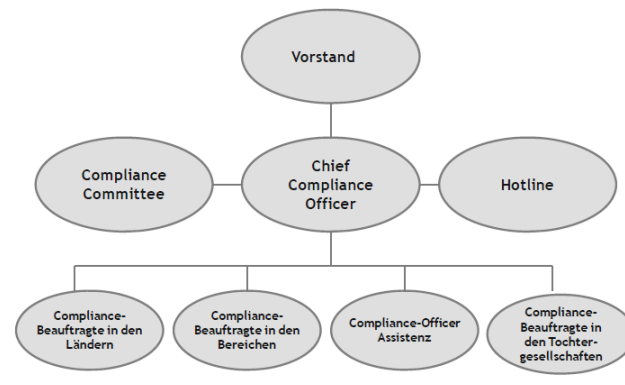 Vorstand
Compliance
Committee
Chief
Compliance
Officer
Hotline
Compliance-
Beauftragte in den
Ländern
Compliance-
Beauftragte in den
Bereichen
Compliance-Officer
Assistenz
Compliance-
Beauftragte in
den Tochter-
gesellschaften